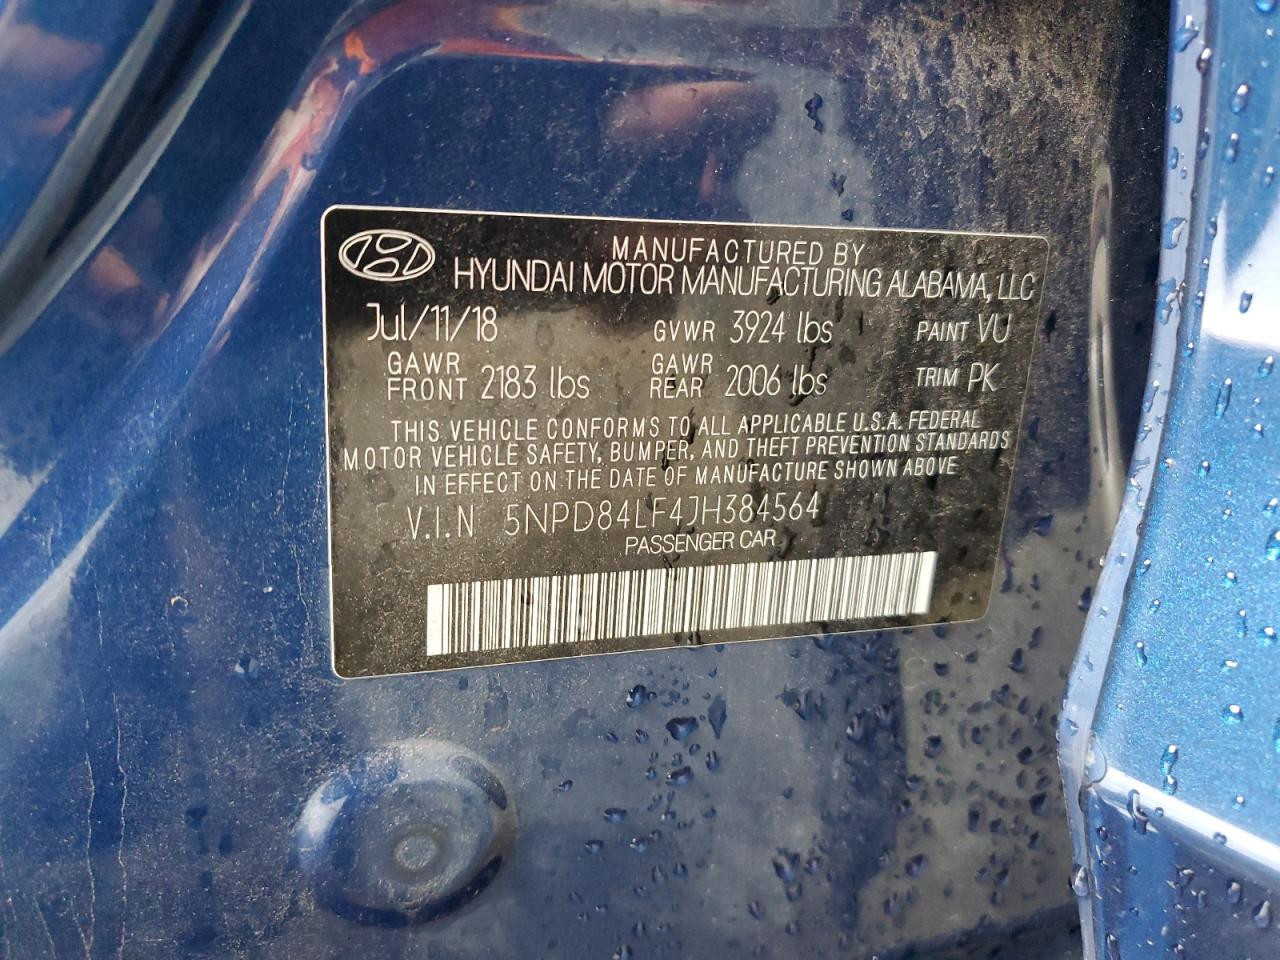 MANUFACTURED BY
HYUNDAI MOTOR MANUFACTURING ALABAMA, LLC
Jul/11/18 GVWR 3924 lbs PAINT VU
GAWR FRONT 2183 lbs GAWR REAR 2006 lbs TRIM PK
THIS VEHICLE CONFORMS TO ALL APPLICABLE U.S.A. FEDERAL
MOTOR VEHICLE SAFETY, BUMPER, AND THEFT PREVENTION STANDARDS
IN EFFECT ON THE DATE OF MANUFACTURE SHOWN ABOVE
V.I.N 5NPD84LF4JH384564
PASSENGER CAR